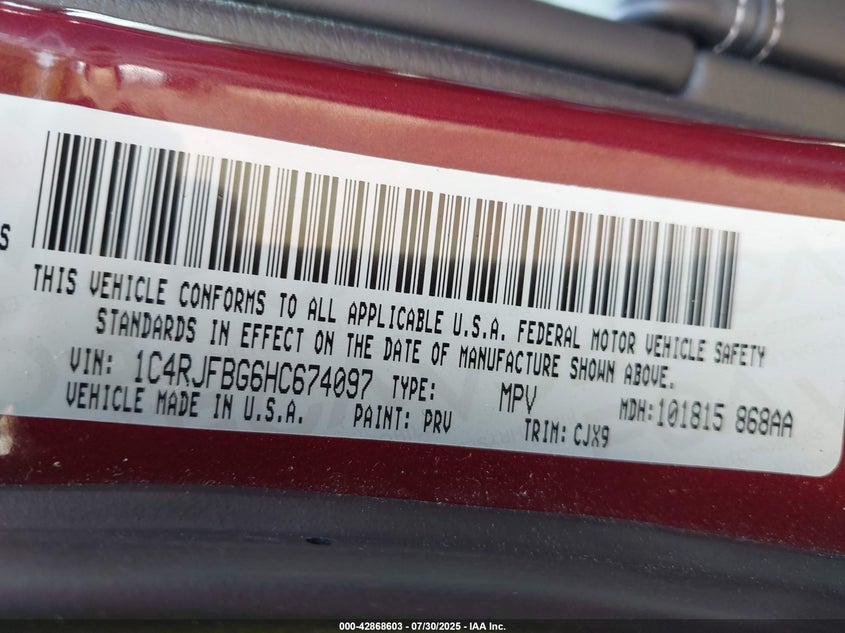 S
THIS VEHICLE CONFORMS TO ALL APPLICABLE U.S.A. FEDERAL MOTOR VEHICLE SAFETY
STANDARDS IN EFFECT ON THE DATE OF MANUFACTURE SHOWN ABOVE.
VIN: 1C4RJFBG6HC674097 TYPE: MPV MDH:101815 868AA
VEHICLE MADE IN U.S.A. PAINT: PRV TRIM: CJX9
000-42868603 - 07/30/2025 - IAA Inc.